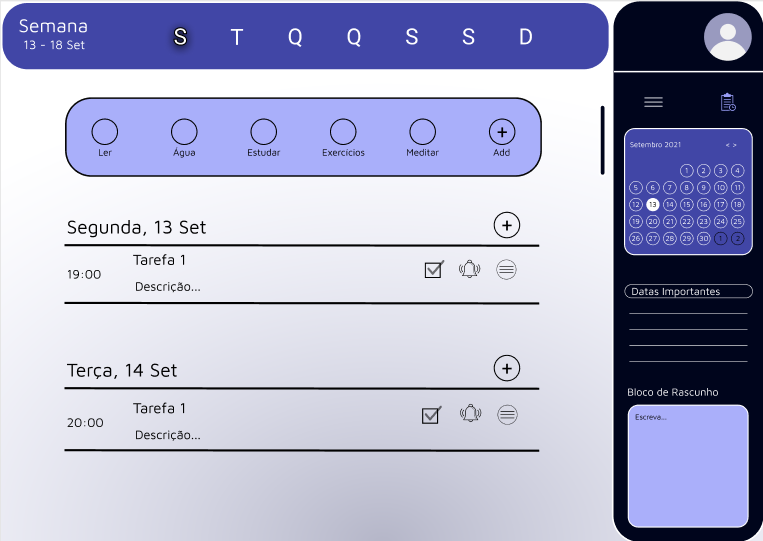 Semana
13 - 18 Set
S T Q Q S S D
Ler Água Estudar Exercícios Meditar Add
Segunda, 13 Set
19:00
Tarefa 1
Descrição...
Terça, 14 Set
20:00
Tarefa 1
Descrição...
Setembro 2021 < >
1 2 3 4
5 6 7 8 9 10 11
12 13 14 15 16 17 18
19 20 21 22 23 24 25
26 27 28 29 30 1 2
Datas Importantes
Bloco de Rascunho
Escreva...